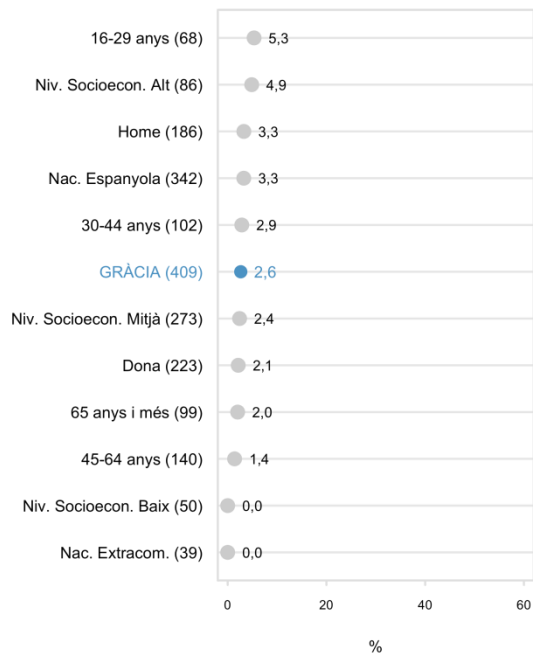 16-29 anys (68) 5,3
Niv. Socioecon. Alt (86) 4,9
Home (186) 3,3
Nac. Espanyola (342) 3,3
30-44 anys (102) 2,9
GRÀCIA (409) 2,6
Niv. Socioecon. Mitjà (273) 2,4
Dona (223) 2,1
65 anys i més (99) 2,0
45-64 anys (140) 1,4
Niv. Socioecon. Baix (50) 0,0
Nac. Extracom. (39) 0,0
0 20 40 60
%